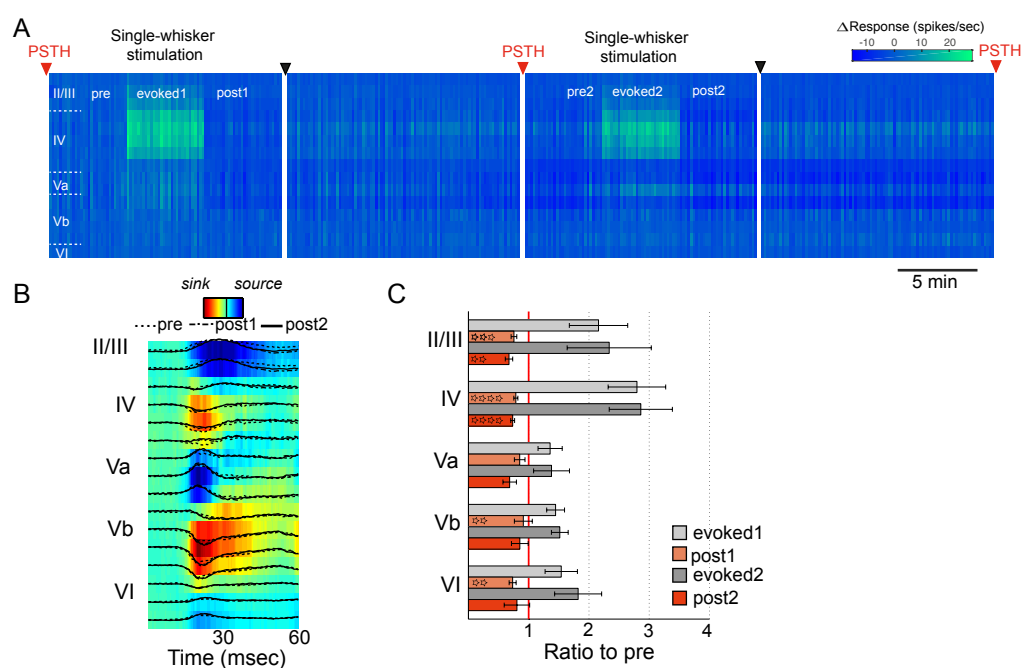 A
Single-whisker
stimulation
Single-whisker
stimulation
ΔResponse (spikes/sec)
-10 0 10 20
PSTH
PSTH
PSTH
II/III pre evoked1 post1 pre2 evoked2 post2
IV
Va
Vb
VI
5 min
B
sink source
pre post1 post2
II/III
IV
Va
Vb
VI
30 60
Time (msec)
C
II/III
☆☆☆
☆☆
IV
☆☆☆☆
☆☆☆☆
Va
Vb
☆☆
VI
☆☆
evoked1
post1
evoked2
post2
1 2 3 4
Ratio to pre